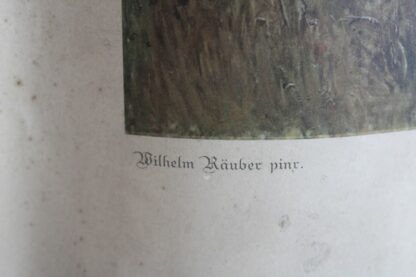 Wilhelm Räuber pinx.